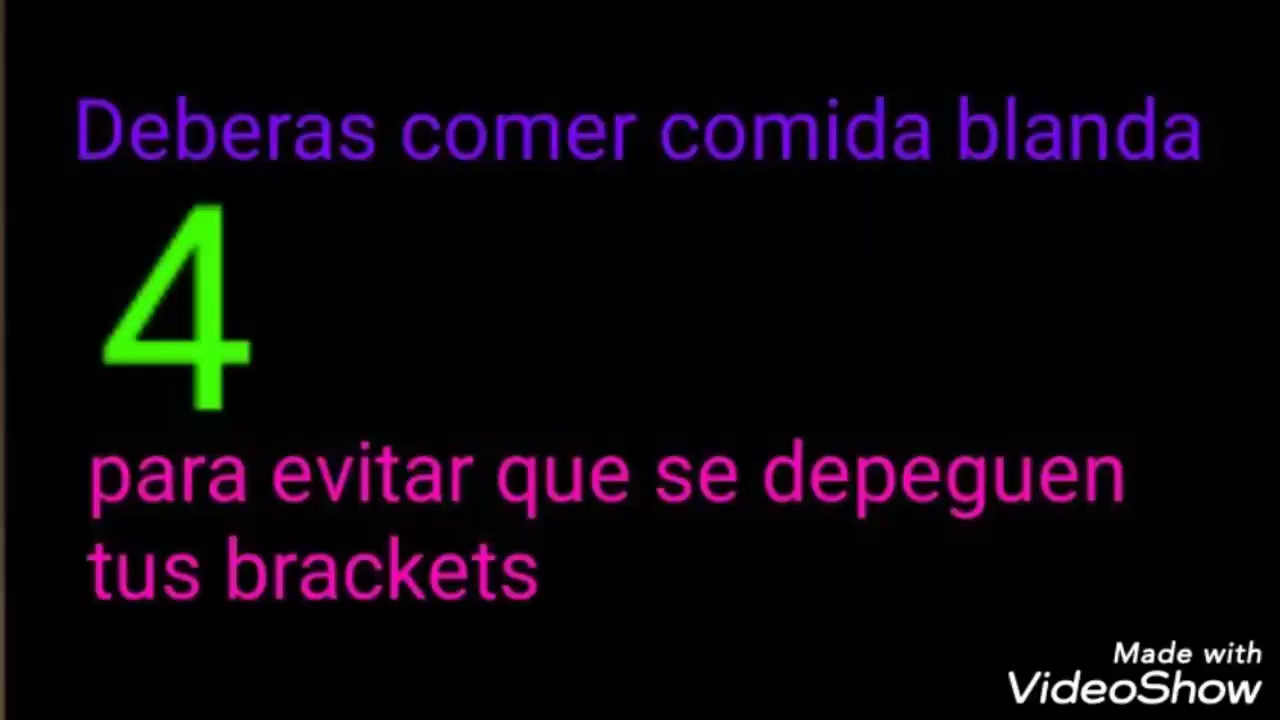 Deberas comer comida blanda
4
para evitar que se depeguen
tus brackets
Made with
VideoShow